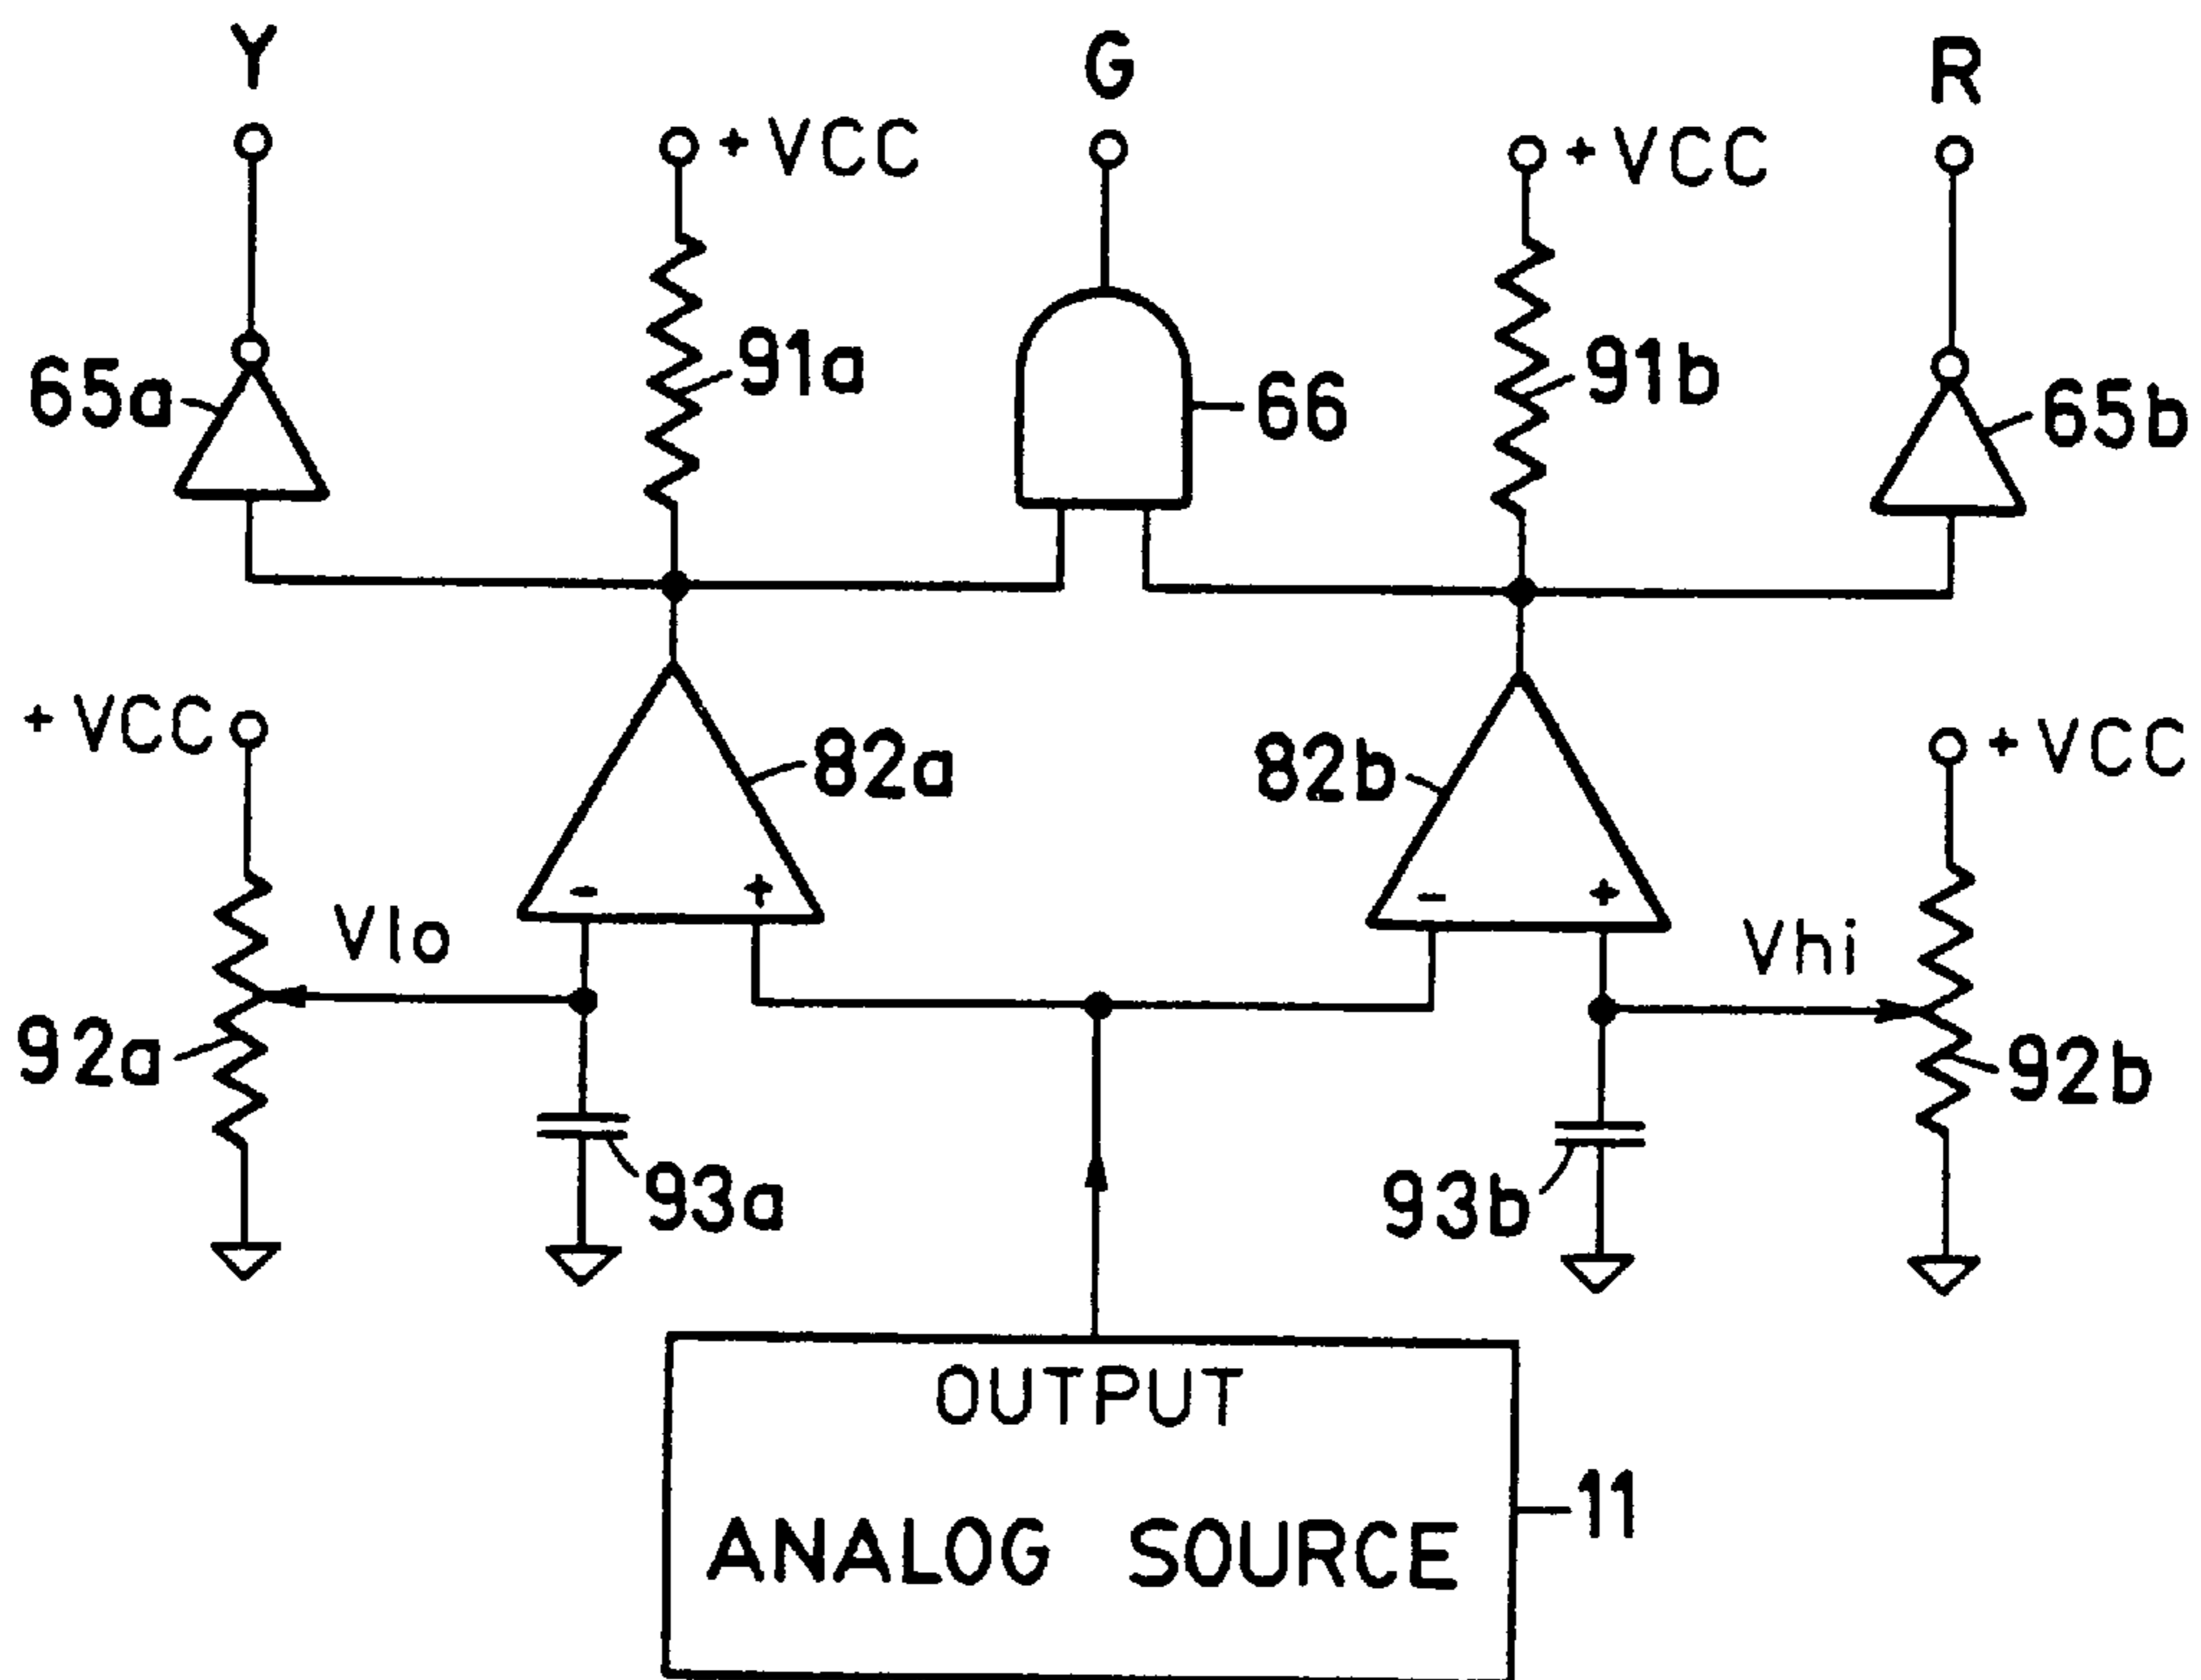 Y
G
R
+VCC
+VCC
65a
91a
66
91b
65b
+VCC
82a
82b
+VCC
- +
- +
Vlo
Vhi
92a
92b
93a
93b
OUTPUT
11
ANALOG SOURCE